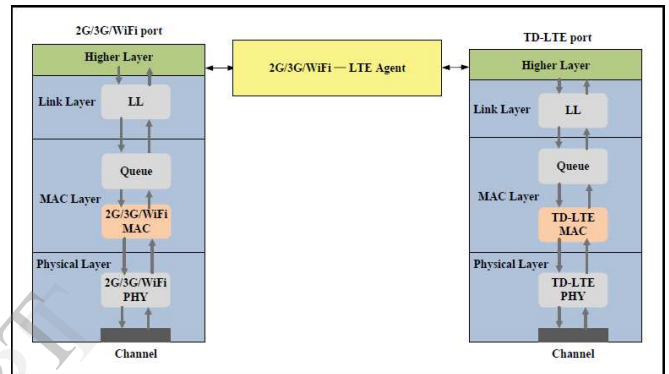 2G/3G/WiFi port
Higher Layer
Link Layer
LL
Queue
MAC Layer
2G/3G/WiFi
MAC
Physical Layer
2G/3G/WiFi
PHY
Channel
2G/3G/WiFi — LTE Agent
TD-LTE port
Higher Layer
Link Layer
LL
Queue
MAC Layer
TD-LTE
MAC
Physical Layer
TD-LTE
PHY
Channel